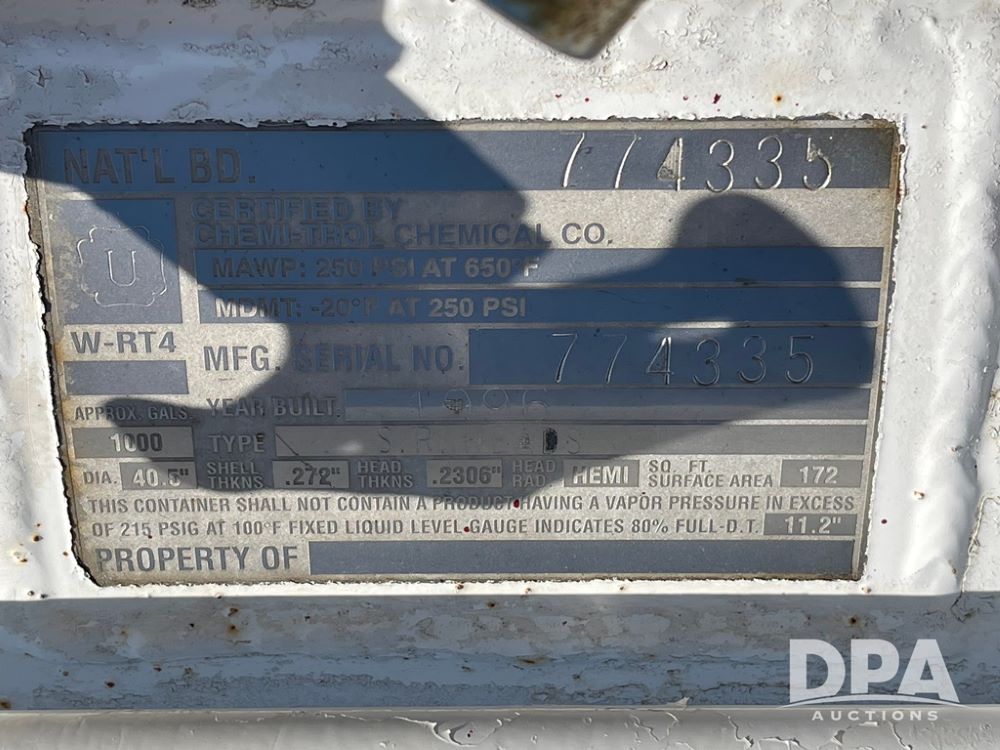 NAT'L BD. 774335
U
CERTIFIED BY
CHEMI-TROL CHEMICAL CO.
MAWP: 250 PSI AT 650°F
MDMT: -20°F AT 250 PSI
W-RT4
MFG. SERIAL NO. 774335
APPROX. GALS. YEAR BUILT 1996
1000 TYPE
DIA. 40.5" SHELL THKNS .272" HEAD THKNS .2306" HEAD RAD HEMI SQ. FT. SURFACE AREA 172
THIS CONTAINER SHALL NOT CONTAIN A PRODUCT HAVING A VAPOR PRESSURE IN EXCESS
OF 215 PSIG AT 100°F FIXED LIQUID LEVEL GAUGE INDICATES 80% FULL-D.T. 11.2"
PROPERTY OF
DPA
AUCTIONS